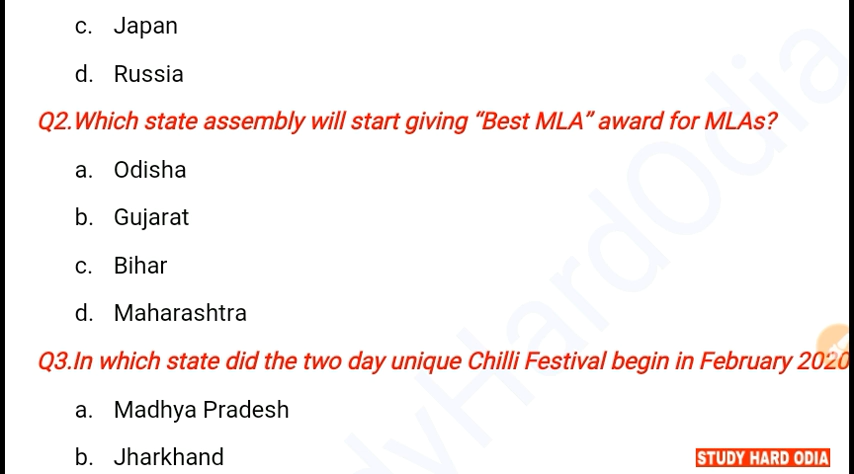 c. Japan
d. Russia
Q2.Which state assembly will start giving “Best MLA” award for MLAs?
a. Odisha
b. Gujarat
c. Bihar
d. Maharashtra
Q3.In which state did the two day unique Chilli Festival begin in February 2020
a. Madhya Pradesh
b. Jharkhand
STUDY HARD ODIA